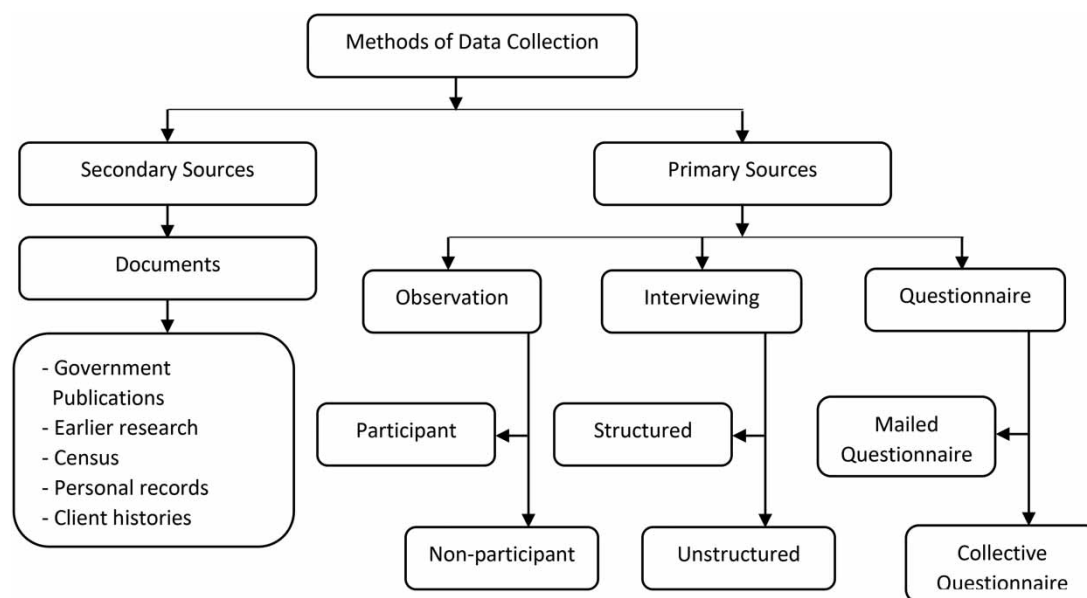 Methods of Data Collection
Secondary Sources
Primary Sources
Documents
Observation
Interviewing
Questionnaire
- Government
Publications
- Earlier research
- Census
- Personal records
- Client histories
Participant
Structured
Mailed
Questionnaire
Non-participant
Unstructured
Collective
Questionnaire